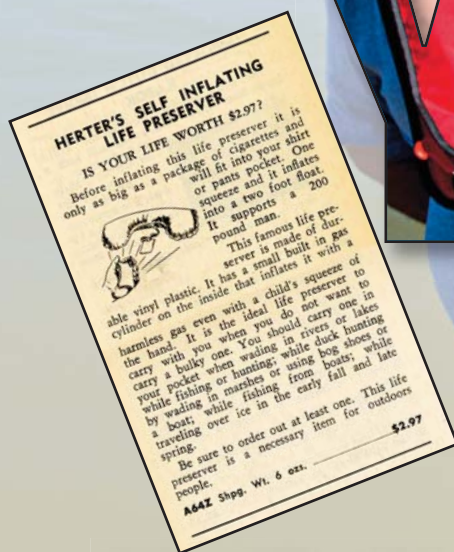 HERTER'S SELF INFLATING
LIFE PRESERVER
IS YOUR LIFE WORTH $2.97?
Before inflating this life preserver it is
only as big as a package of cigarettes and
will fit into your shirt
or pants pocket. One
squeeze and it inflates
into a two foot float.
It supports a 200
pound man.
This famous life pre-
server is made of dur-
able vinyl plastic. It has a small built in gas
cylinder on the inside that inflates it with a
harmless gas even with a child's squeeze of
the hand. It is the ideal life preserver to
carry with you when you do not want to
carry a bulky one. You should carry one in
your pocket when wading in rivers or lakes
while fishing or hunting; while duck hunting
by wading in marshes or using bog shoes or
a boat; while fishing from boats; while
traveling over ice in the early fall and late
spring.
Be sure to order out at least one. This life
preserver is a necessary item for outdoors
people.
A64Z Shpg. Wt. 6 ozs. $2.97